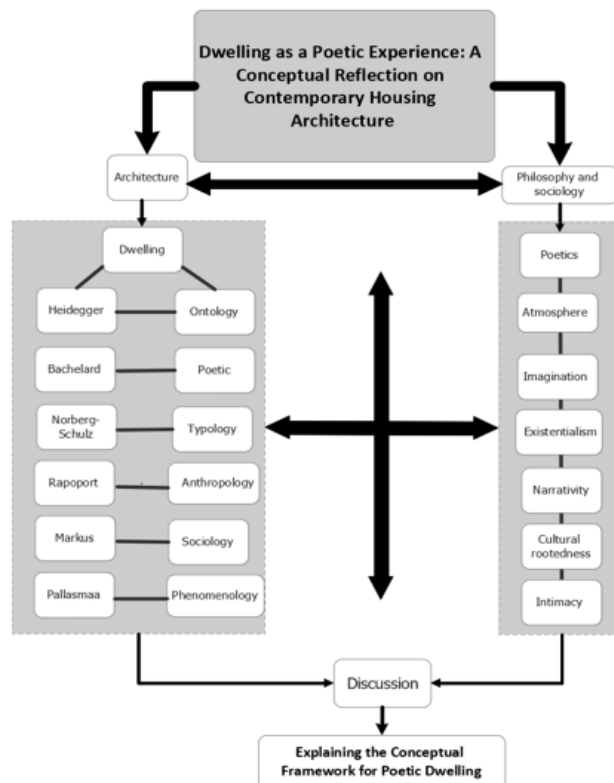 Dwelling as a Poetic Experience: A
Conceptual Reflection on
Contemporary Housing
Architecture
Architecture
Philosophy and
sociology
Dwelling
Heidegger
Ontology
Bachelard
Poetic
Norberg-
Schulz
Typology
Rapoport
Anthropology
Markus
Sociology
Pallasmaa
Phenomenology
Poetics
Atmosphere
Imagination
Existentialism
Narrativity
Cultural
rootedness
Intimacy
Discussion
Explaining the Conceptual
Framework for Poetic Dwelling